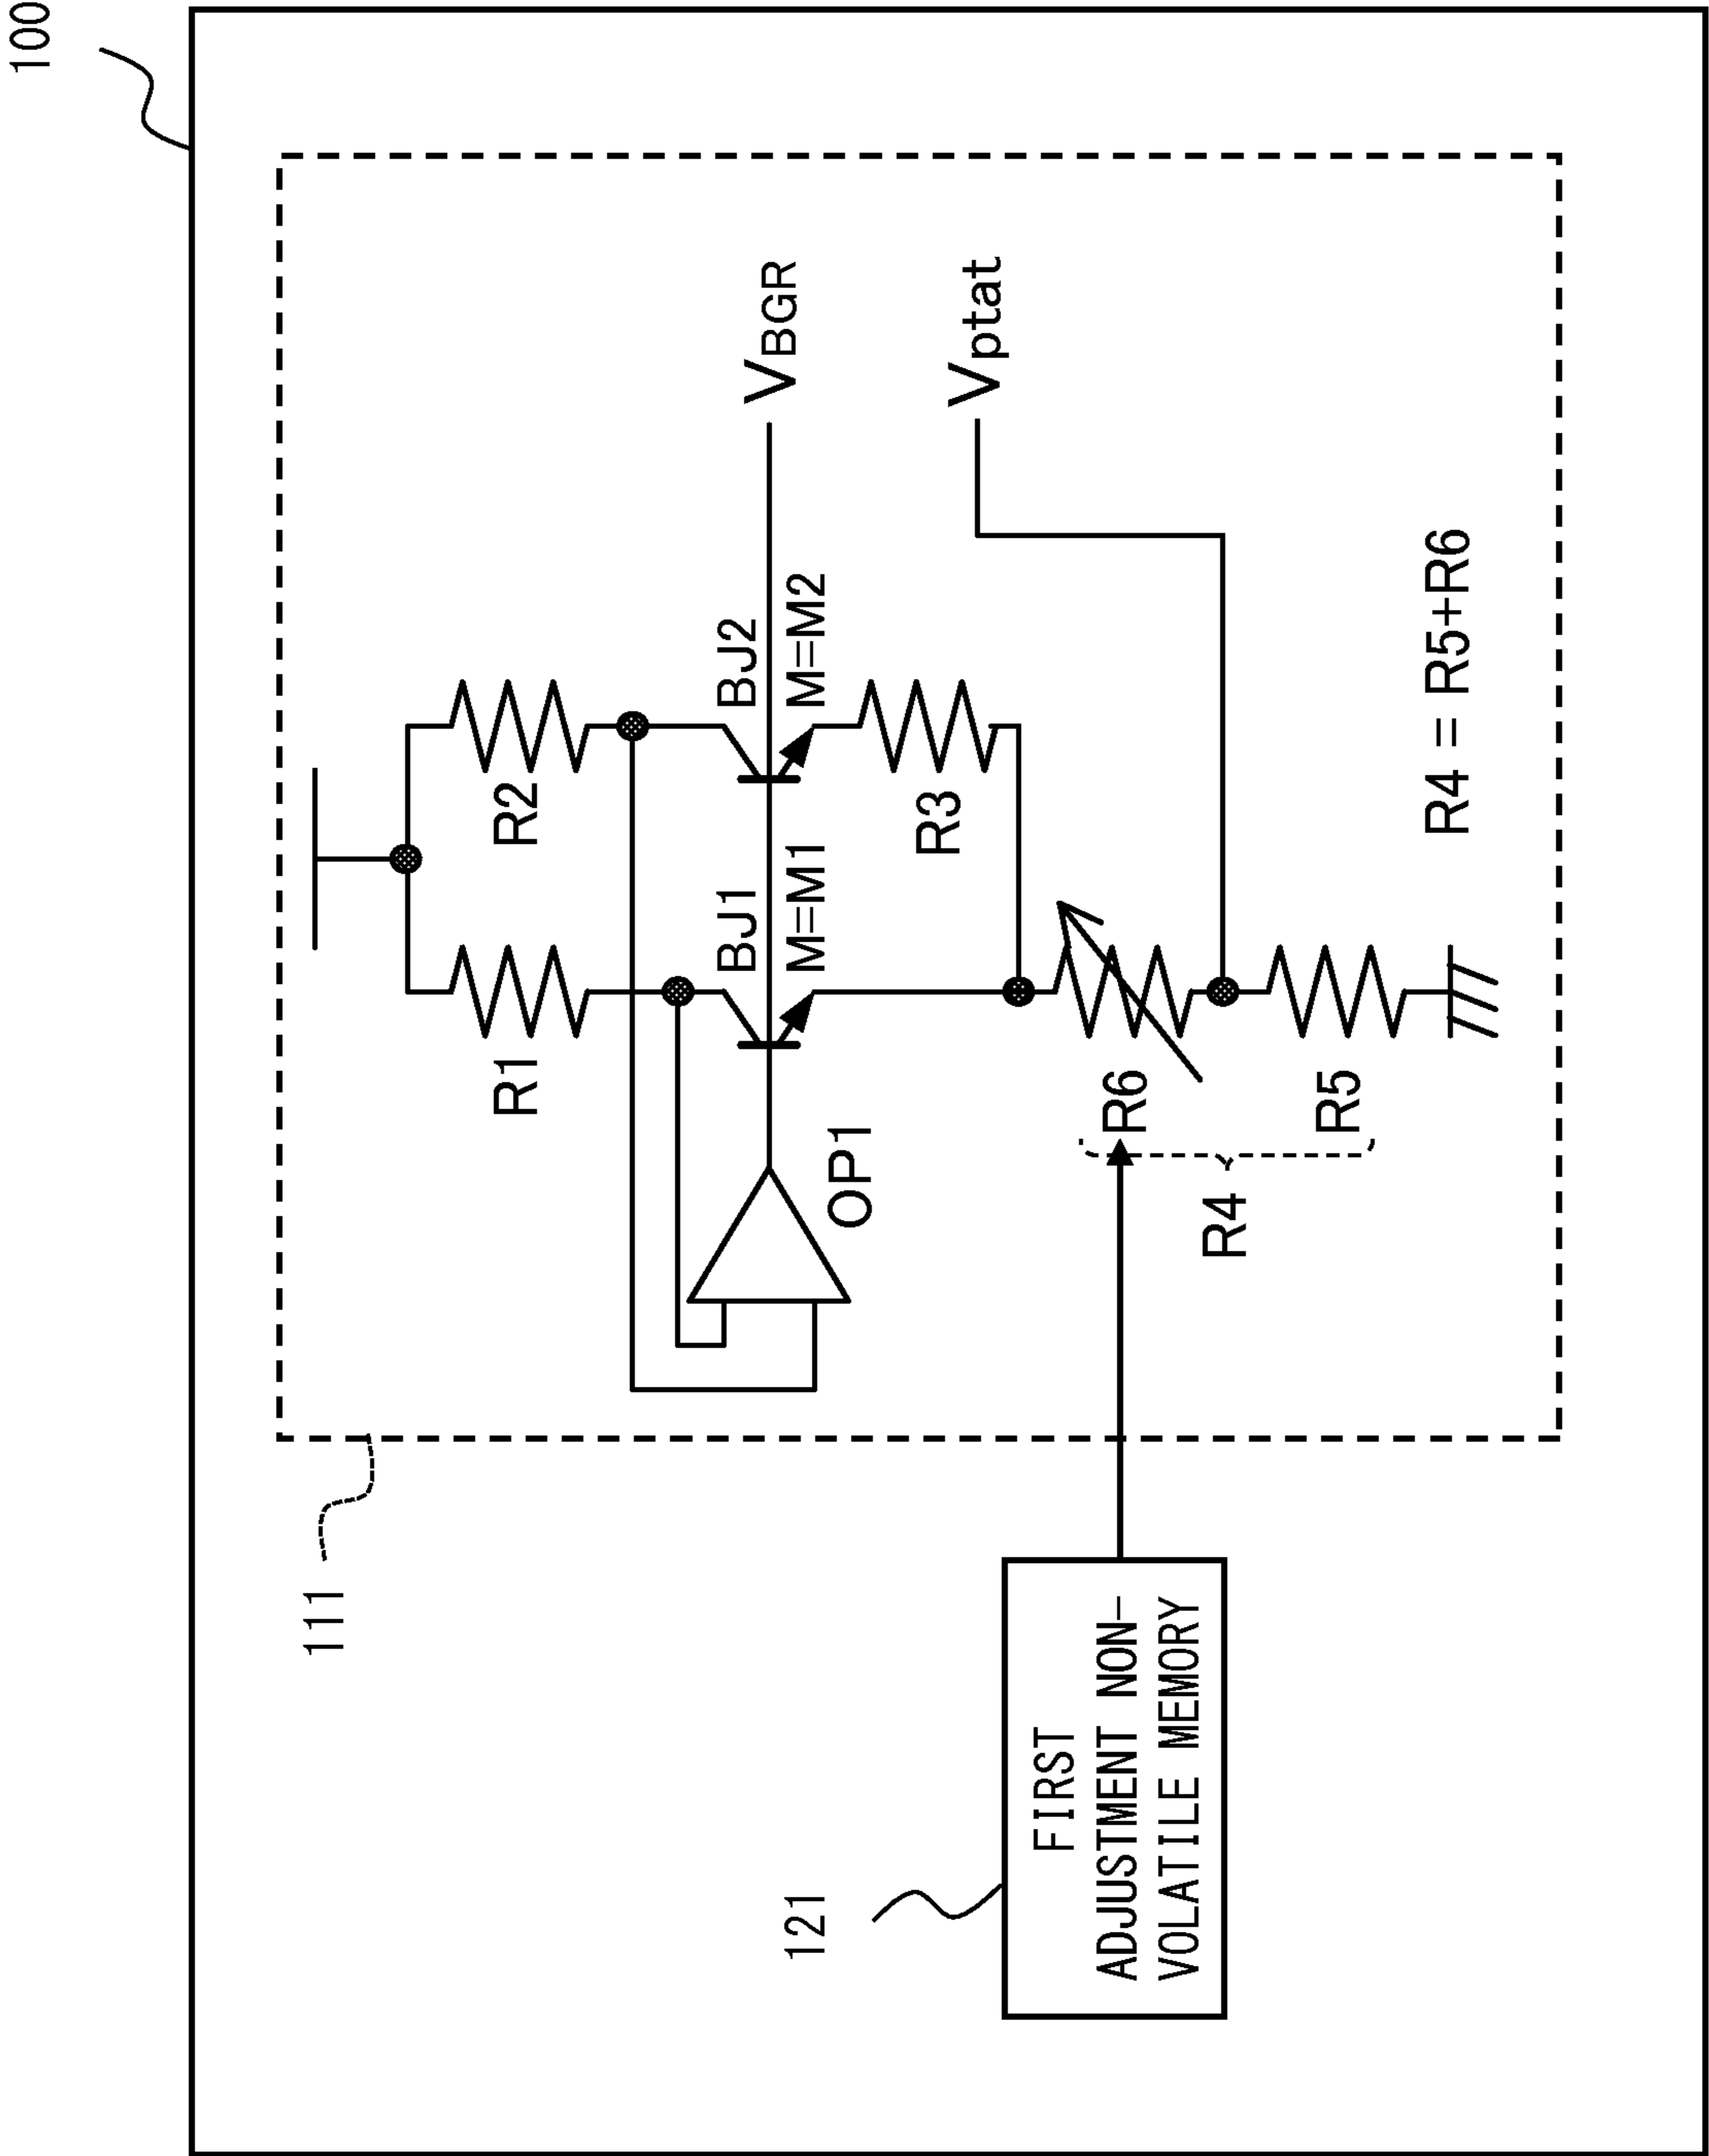 100
111
R1
R2
BJ1
M=M1
BJ2
M=M2
VBGR
OP1
R3
Vptat
R6
R4
R5
R4 = R5+R6
121
FIRST
ADJUSTMENT NON-
VOLATILE MEMORY